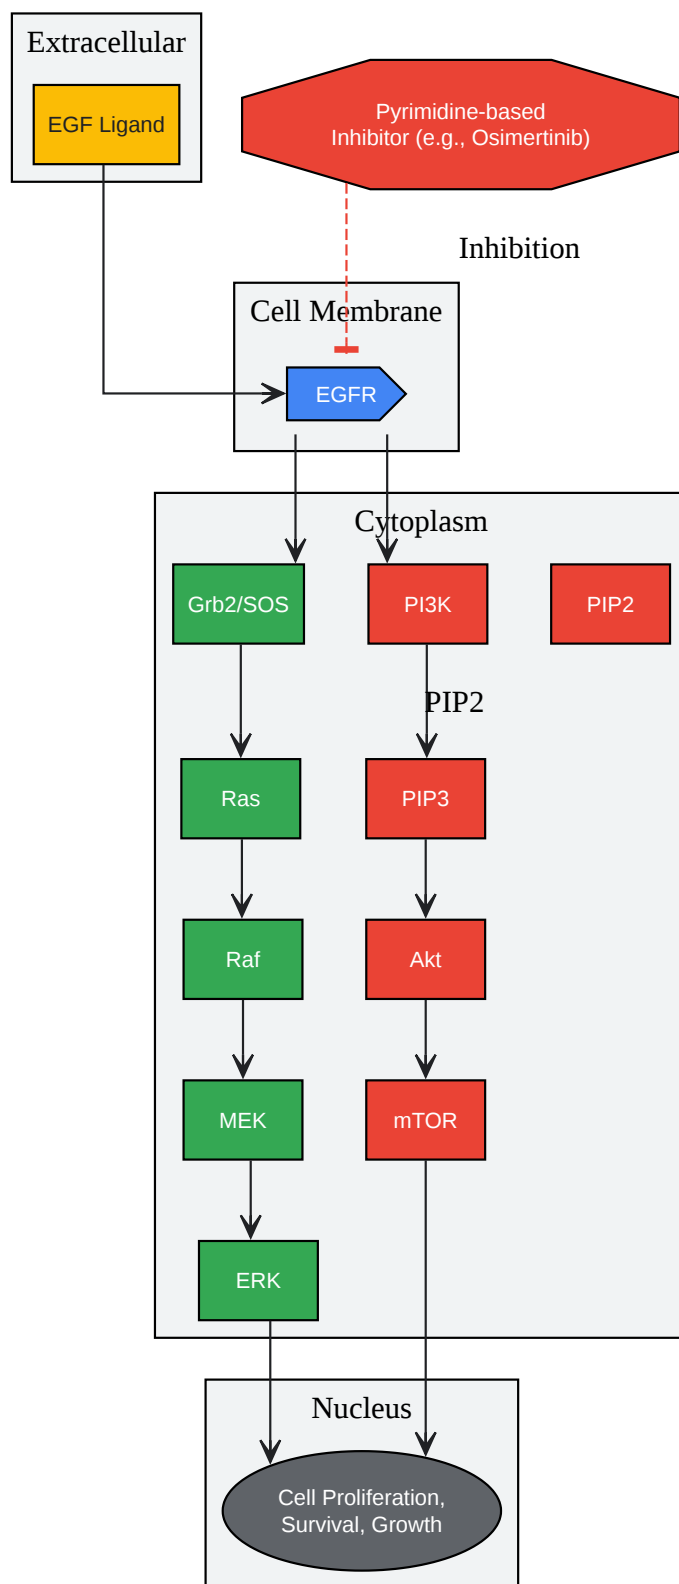 Extracellular
EGF Ligand
Pyrimidine-based
Inhibitor (e.g., Osimertinib)
Inhibition
Cell Membrane
EGFR
Cytoplasm
Grb2/SOS
PI3K
PIP2
PIP2
Ras
PIP3
Raf
Akt
MEK
mTOR
ERK
Nucleus
Cell Proliferation,
Survival, Growth